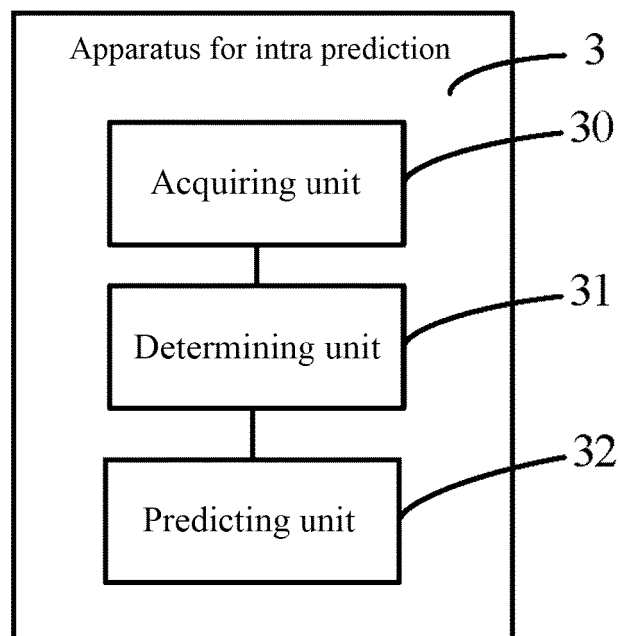 Apparatus for intra prediction
3
Acquiring unit
30
Determining unit
31
Predicting unit
32